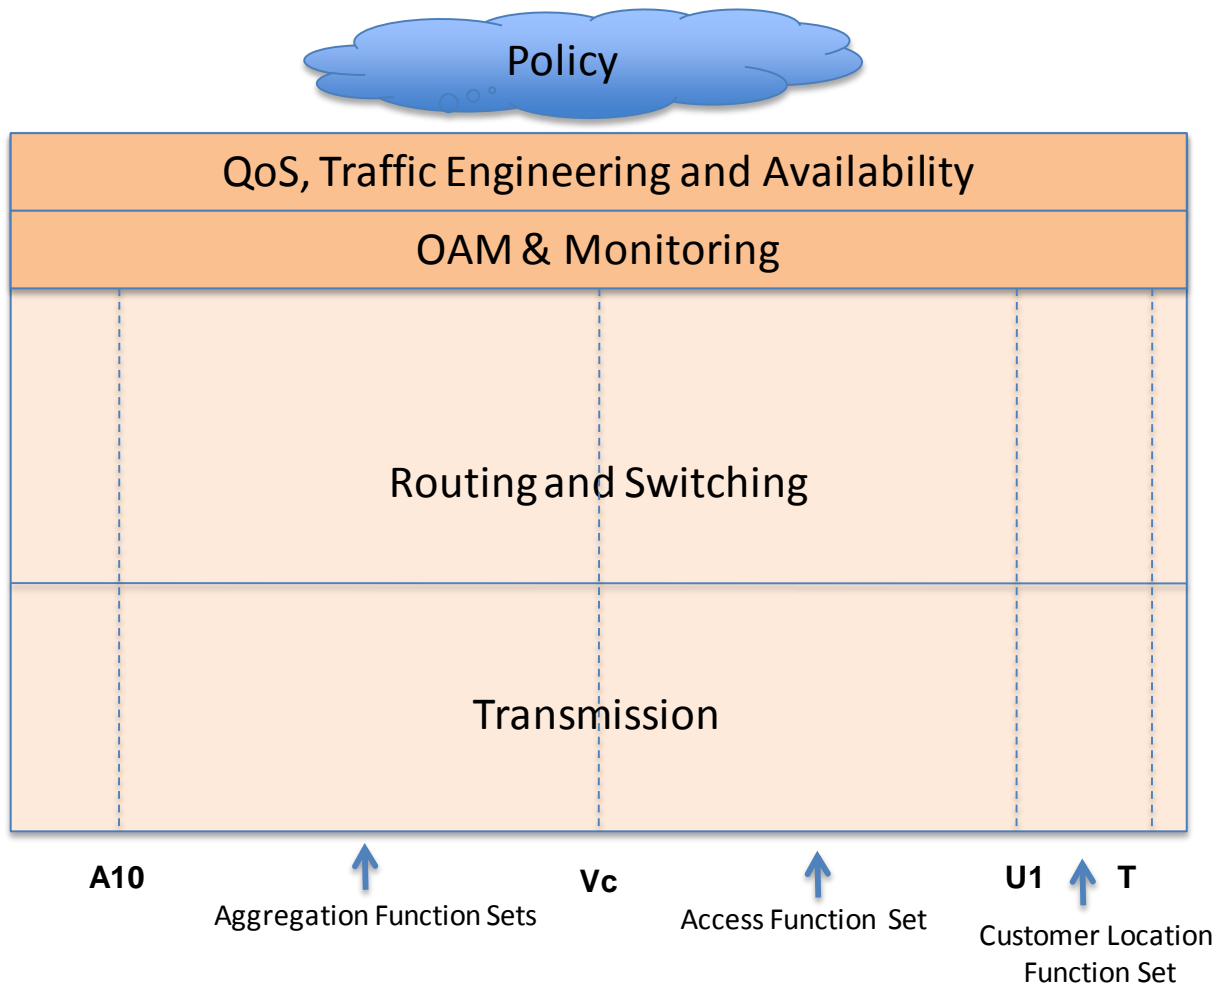 Policy
QoS, Traffic Engineering and Availability
OAM & Monitoring
Routing and Switching
Transmission
A10
Vc
U1
T
Aggregation Function Sets
Access Function Set
Customer Location
Function Set